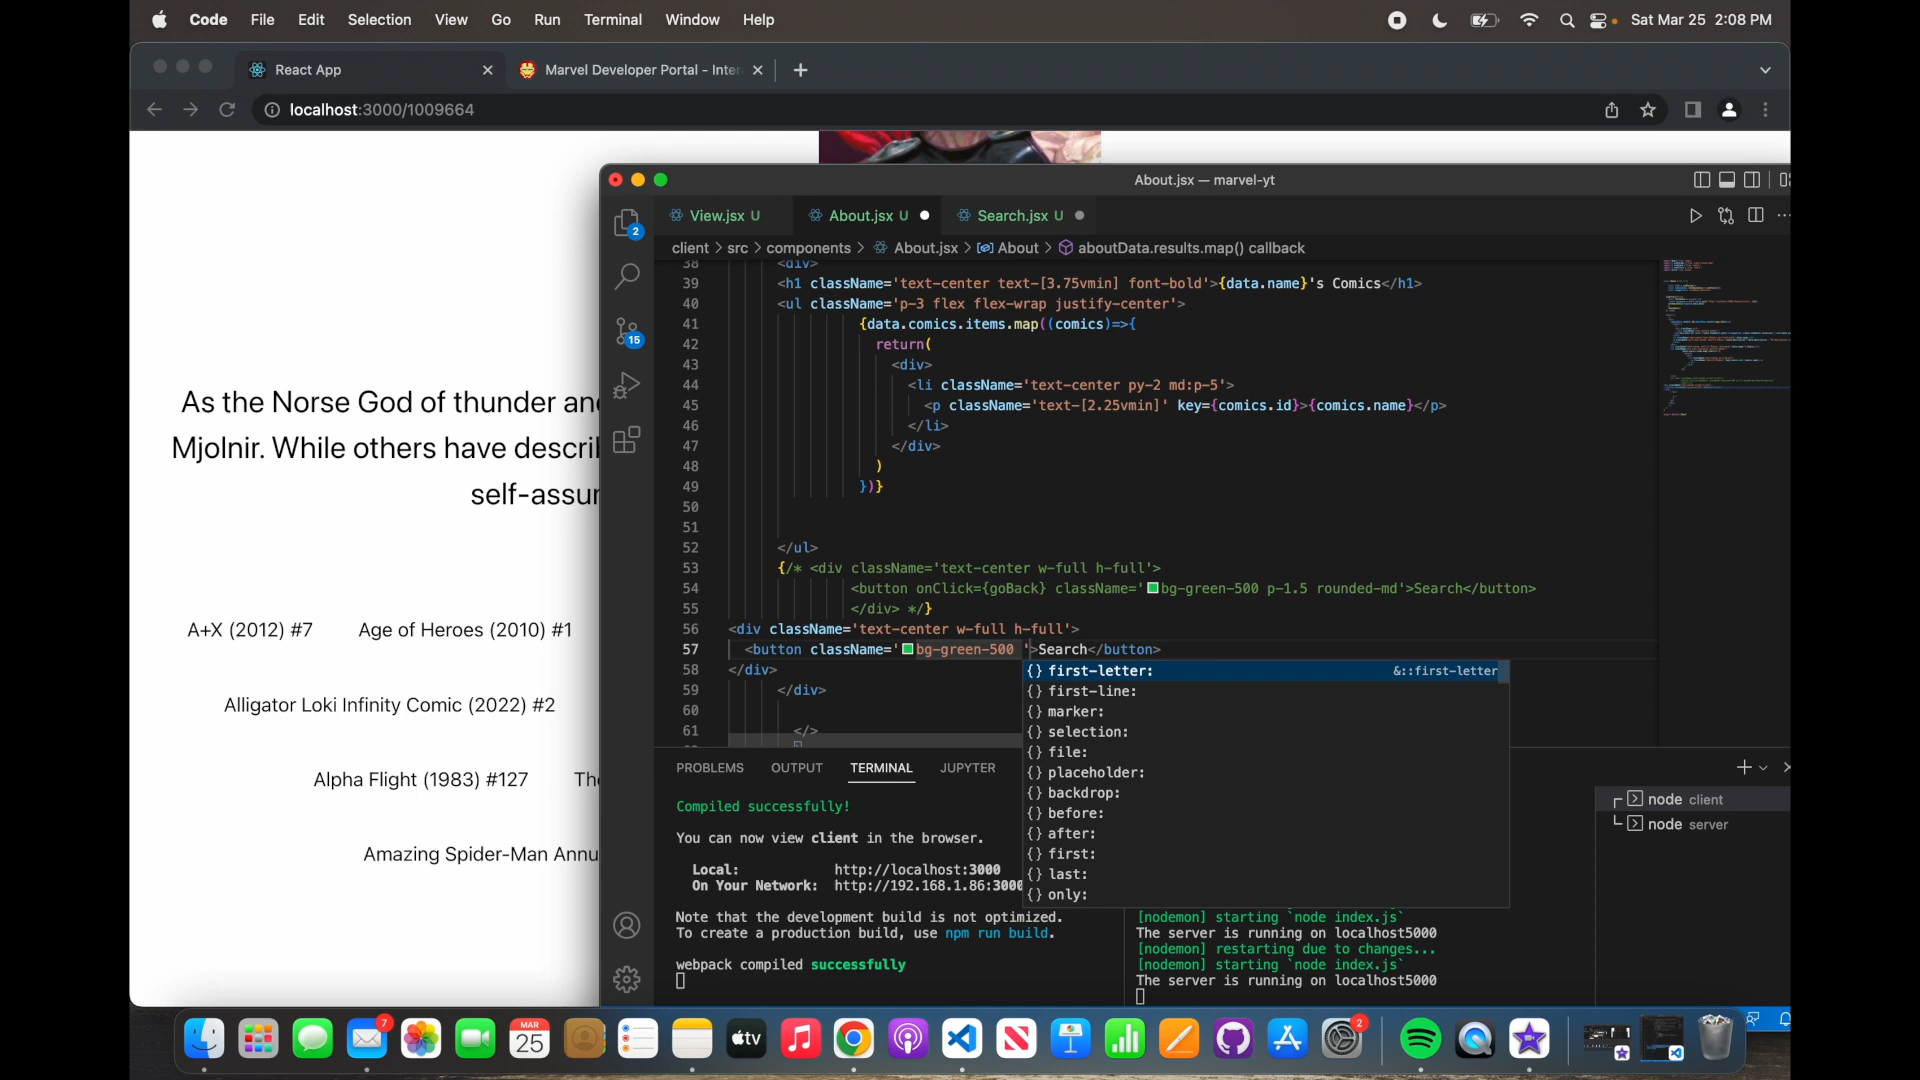 Code File Edit Selection View Go Run Terminal Window Help Sat Mar 25 2:08 PM
React App Marvel Developer Portal - Inter
localhost:3000/1009664
About.jsx — marvel-yt
View.jsx U About.jsx U Search.jsx U
client > src > components > About.jsx > About > aboutData.results.map() callback
38 <div>
39 <h1 className='text-center text-[3.75vmin] font-bold'>{data.name}'s Comics</h1>
40 <ul className='p-3 flex flex-wrap justify-center'>
41 {data.comics.items.map((comics)=>{
42 return(
43 <div>
44 <li className='text-center py-2 md:p-5'>
45 <p className='text-[2.25vmin]' key={comics.id}>{comics.name}</p>
46 </li>
47 </div>
48 )
49 })}
50
51
52 </ul>
53 {/* <div className='text-center w-full h-full'>
54 <button onClick={goBack} className='bg-green-500 p-1.5 rounded-md'>Search</button>
55 </div> */}
56 <div className='text-center w-full h-full'>
57 <button className='bg-green-500 '>Search</button>
58 </div>
59 </div>
60
61 </>
{} first-letter: &::first-letter
{} first-line:
{} marker:
{} selection:
{} file:
{} placeholder:
{} backdrop:
{} before:
{} after:
{} first:
{} last:
{} only:
2
15
As the Norse God of thunder an
Mjolnir. While others have descri
self-assur
A+X (2012) #7 Age of Heroes (2010) #1
Alligator Loki Infinity Comic (2022) #2
Alpha Flight (1983) #127 Th
Amazing Spider-Man Annu
PROBLEMS OUTPUT TERMINAL JUPYTER
Compiled successfully!
You can now view client in the browser.
Local: http://localhost:3000
On Your Network: http://192.168.1.86:3000
Note that the development build is not optimized.
To create a production build, use npm run build.
webpack compiled successfully
[nodemon] starting `node index.js`
The server is running on localhost5000
[nodemon] restarting due to changes...
[nodemon] starting `node index.js`
The server is running on localhost5000
node client
node server
7
MAR
25
tv
2